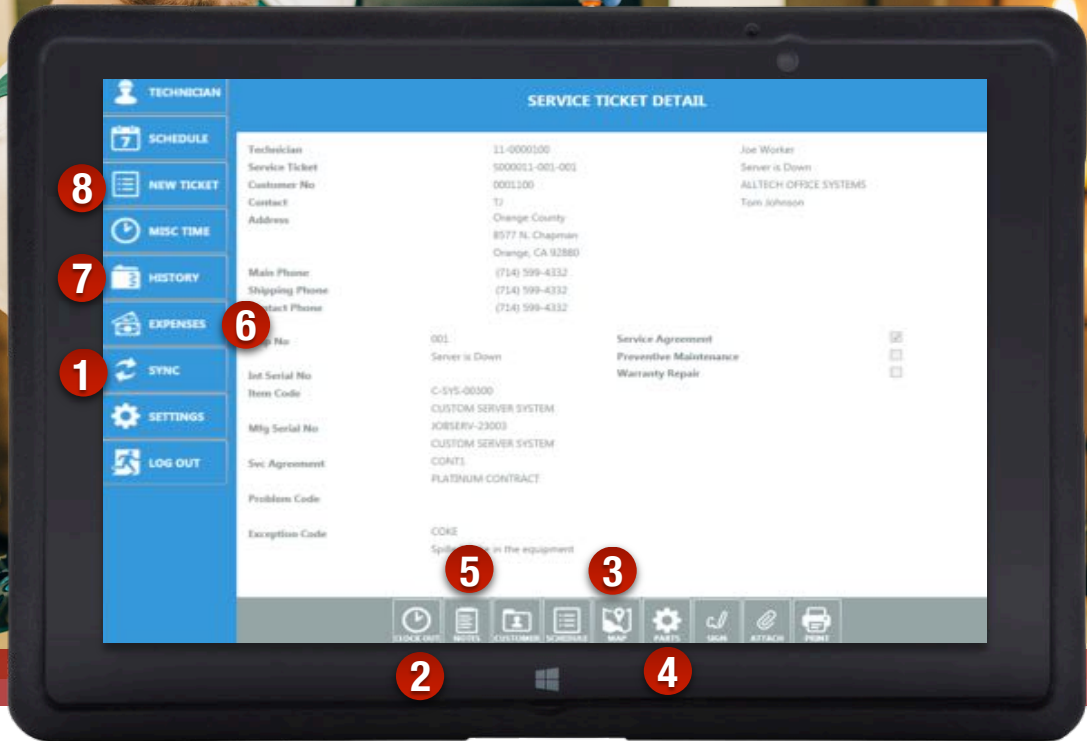 TECHNICIAN
SERVICE TICKET DETAIL
SCHEDULE
8 NEW TICKET
MISC TIME
7 HISTORY
EXPENSES 6
1 SYNC
SETTINGS
LOG OUT
Technician 11-0000100 Joe Worker
Service Ticket S000011-001-001 Server is Down
Customer No 0001100 ALLTECH OFFICE SYSTEMS
Contact TJ Tom Johnson
Address Orange County
8577 N. Chapman
Orange, CA 92880
Main Phone (714) 599-4332
Shipping Phone (714) 599-4332
Contact Phone (714) 599-4332
No 001 Service Agreement
Server is Down Preventive Maintenance
Int Serial No Warranty Repair
Item Code C-SYS-00300
CUSTOM SERVER SYSTEM
Mfg Serial No JOBSERV-23003
CUSTOM SERVER SYSTEM
Svc Agreement CONT1
PLATINUM CONTRACT
Problem Code
Exception Code COKE
in the equipment
5 3
CLOCK OUT NOTES CUSTOMER SCHEDULE MAP PARTS SIGN ATTACH PRINT
2 4